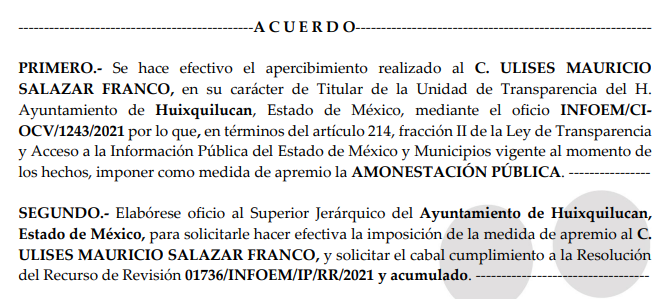 --------------------------------------------A C U E R D O-------------------------------------------------------
PRIMERO.- Se hace efectivo el apercibimiento realizado al C. ULISES MAURICIO
SALAZAR FRANCO, en su carácter de Titular de la Unidad de Transparencia del H.
Ayuntamiento de Huixquilucan, Estado de México, mediante el oficio INFOEM/CI-
OCV/1243/2021 por lo que, en términos del artículo 214, fracción II de la Ley de Transparencia
y Acceso a la Información Pública del Estado de México y Municipios vigente al momento de
los hechos, imponer como medida de apremio la AMONESTACIÓN PÚBLICA. ----------------
SEGUNDO.- Elabórese oficio al Superior Jerárquico del Ayuntamiento de Huixquilucan,
Estado de México, para solicitarle hacer efectiva la imposición de la medida de apremio al C.
ULISES MAURICIO SALAZAR FRANCO, y solicitar el cabal cumplimiento a la Resolución
del Recurso de Revisión 01736/INFOEM/IP/RR/2021 y acumulado. ----------------------------------